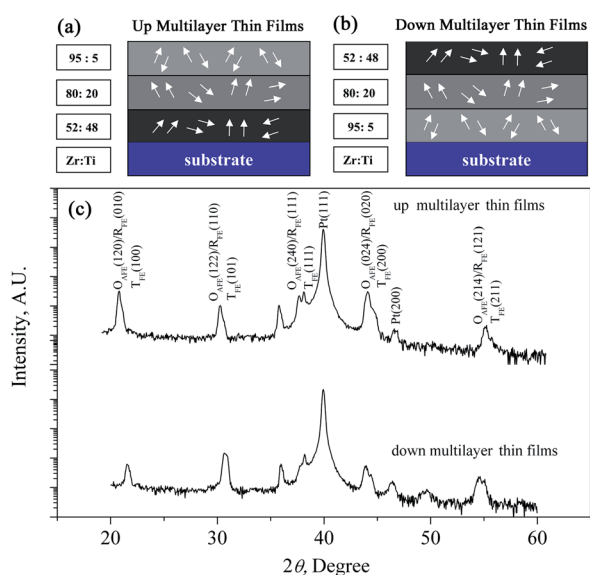 (a) Up Multilayer Thin Films
95 : 5
80: 20
52: 48
Zr:Ti
substrate
(b) Down Multilayer Thin Films
52 : 48
80: 20
95: 5
Zr:Ti
substrate
(c)
up multilayer thin films
O_AFE(120)/R_FE(010)
T_FE(100)
O_AFE(122)/R_FE(110)
T_FE(101)
O_AFE(240)/R_FE(111)
T_FE(111)
Pt(111)
O_AFE(024)/R_FE(020)
T_FE(200)
Pt(200)
O_AFE(214)/R_FE(121)
T_FE(211)
down multilayer thin films
Intensity, A.U.
20 30 40 50 60
2θ, Degree